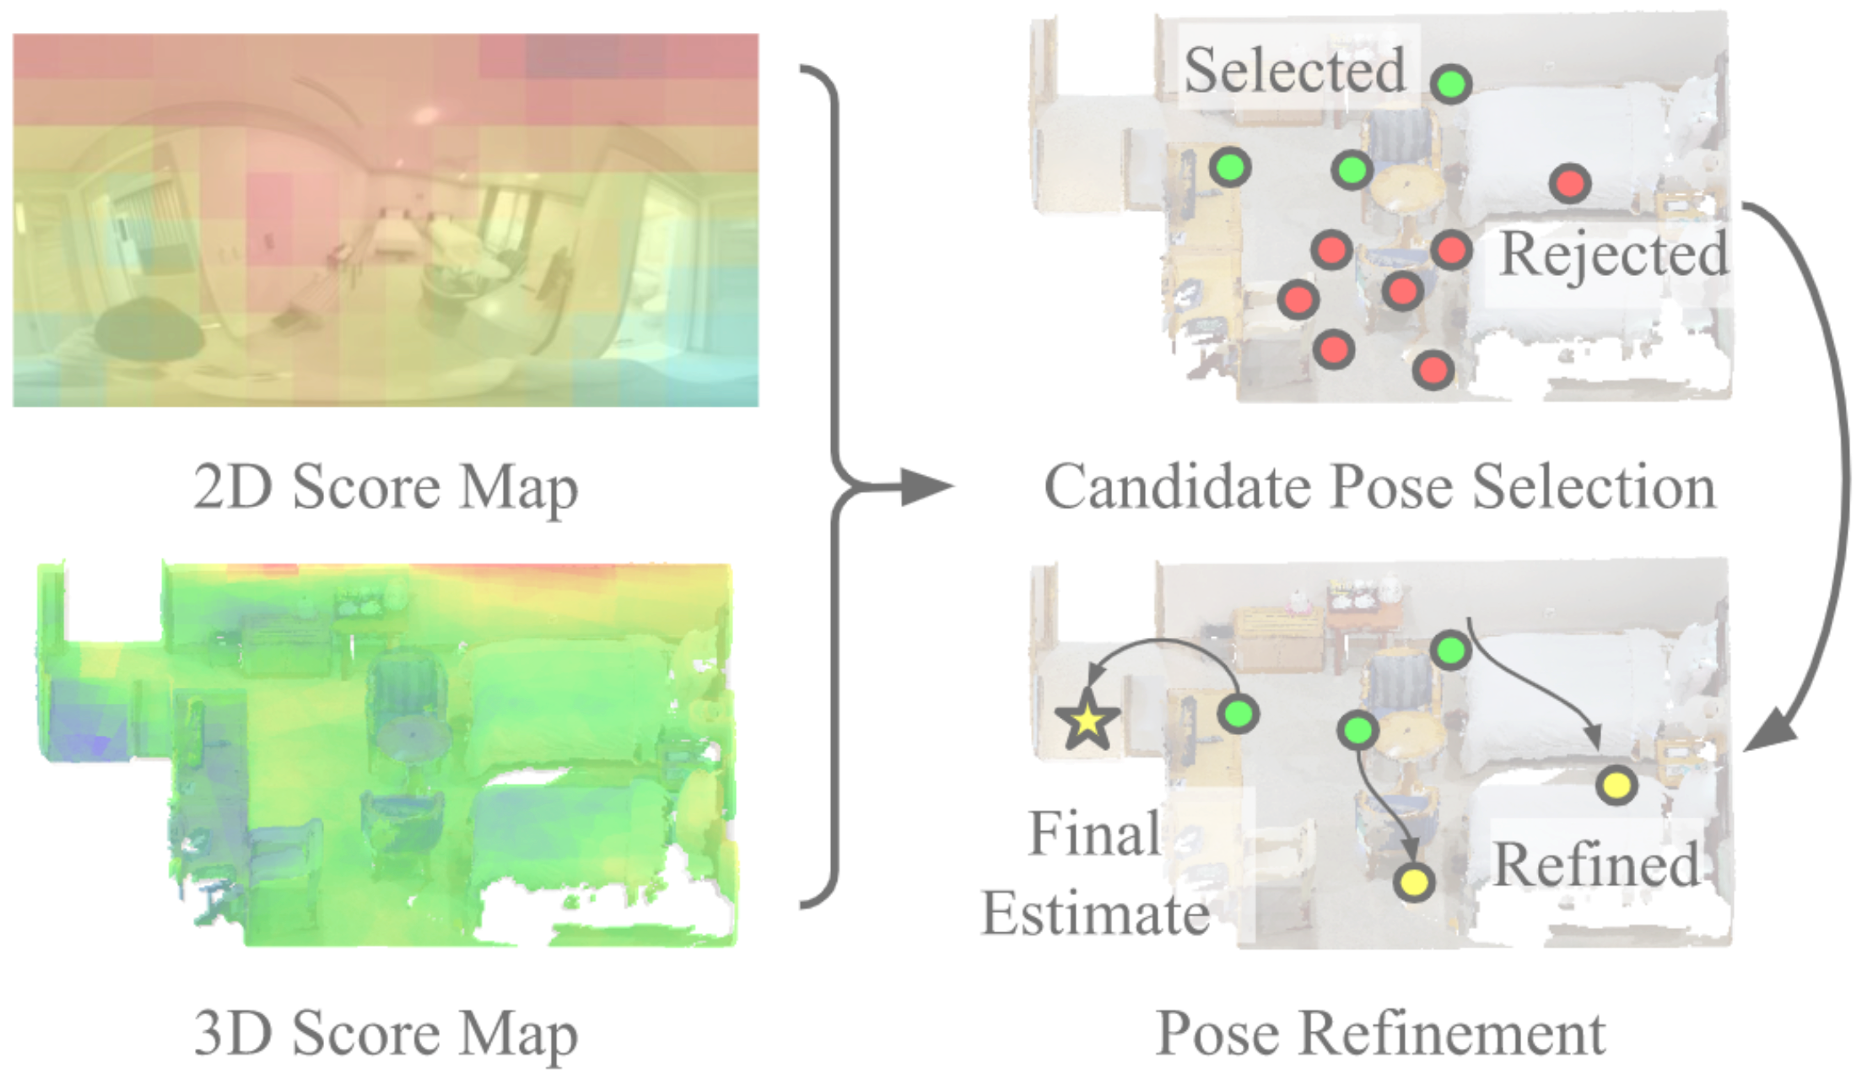 2D Score Map
3D Score Map
Selected
Rejected
Candidate Pose Selection
Final
Estimate
Refined
Pose Refinement